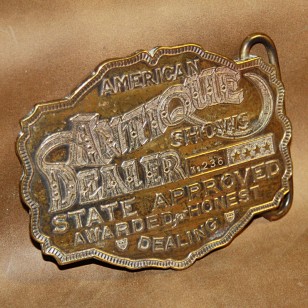 AMERICAN
ANTIQUE
SHOWS
DEALER
STATE APPROVED
AWARDED HONEST
DEALING